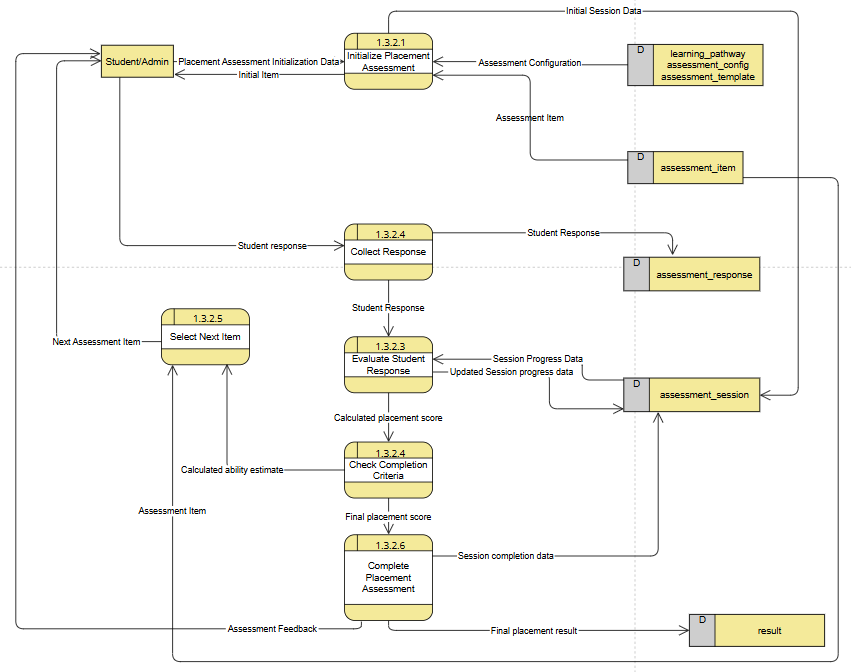 Initial Session Data
1.3.2.1
Initialize Placement
Assessment
Student/Admin
Placement Assessment Initialization Data
Initial Item
Assessment Configuration
D
learning_pathway
assessment_config
assessment_template
Assessment Item
D
assessment_item
1.3.2.4
Collect Response
Student response
Student Response
D
assessment_response
Student Response
1.3.2.5
Select Next Item
Next Assessment Item
1.3.2.3
Evaluate Student
Response
Session Progress Data
Updated Session progress data
D
assessment_session
Calculated placement score
1.3.2.4
Check Completion
Criteria
Calculated ability estimate
Assessment Item
Final placement score
1.3.2.6
Complete
Placement
Assessment
Session completion data
Assessment Feedback
Final placement result
D
result